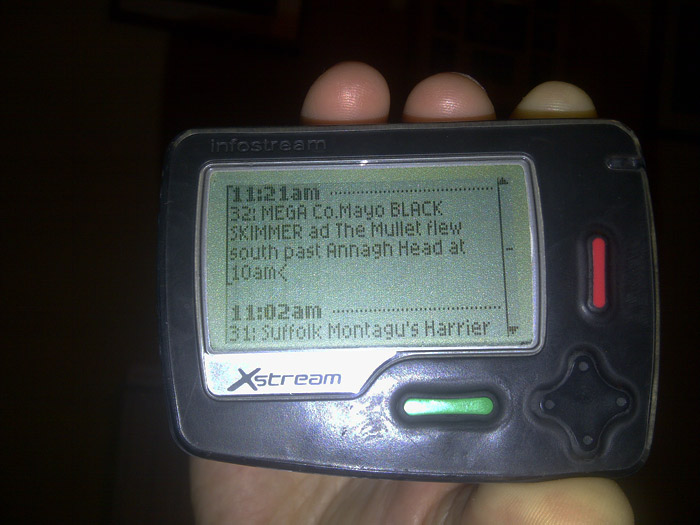 infostream
11:21am
32; MEGA Co.Mayo BLACK
SKIMMER ad The Mullet flew
south past Annagh Head at
10am<
11:02am
31; Suffolk Montagu's Harrier
Xstream